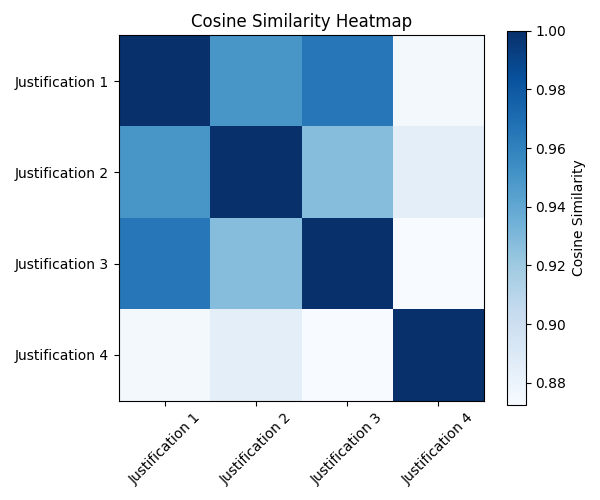 Cosine Similarity Heatmap
Justification 1
Justification 2
Justification 3
Justification 4
Justification 1
Justification 2
Justification 3
Justification 4
1.00
0.98
0.96
0.94
0.92
0.90
0.88
Cosine Similarity